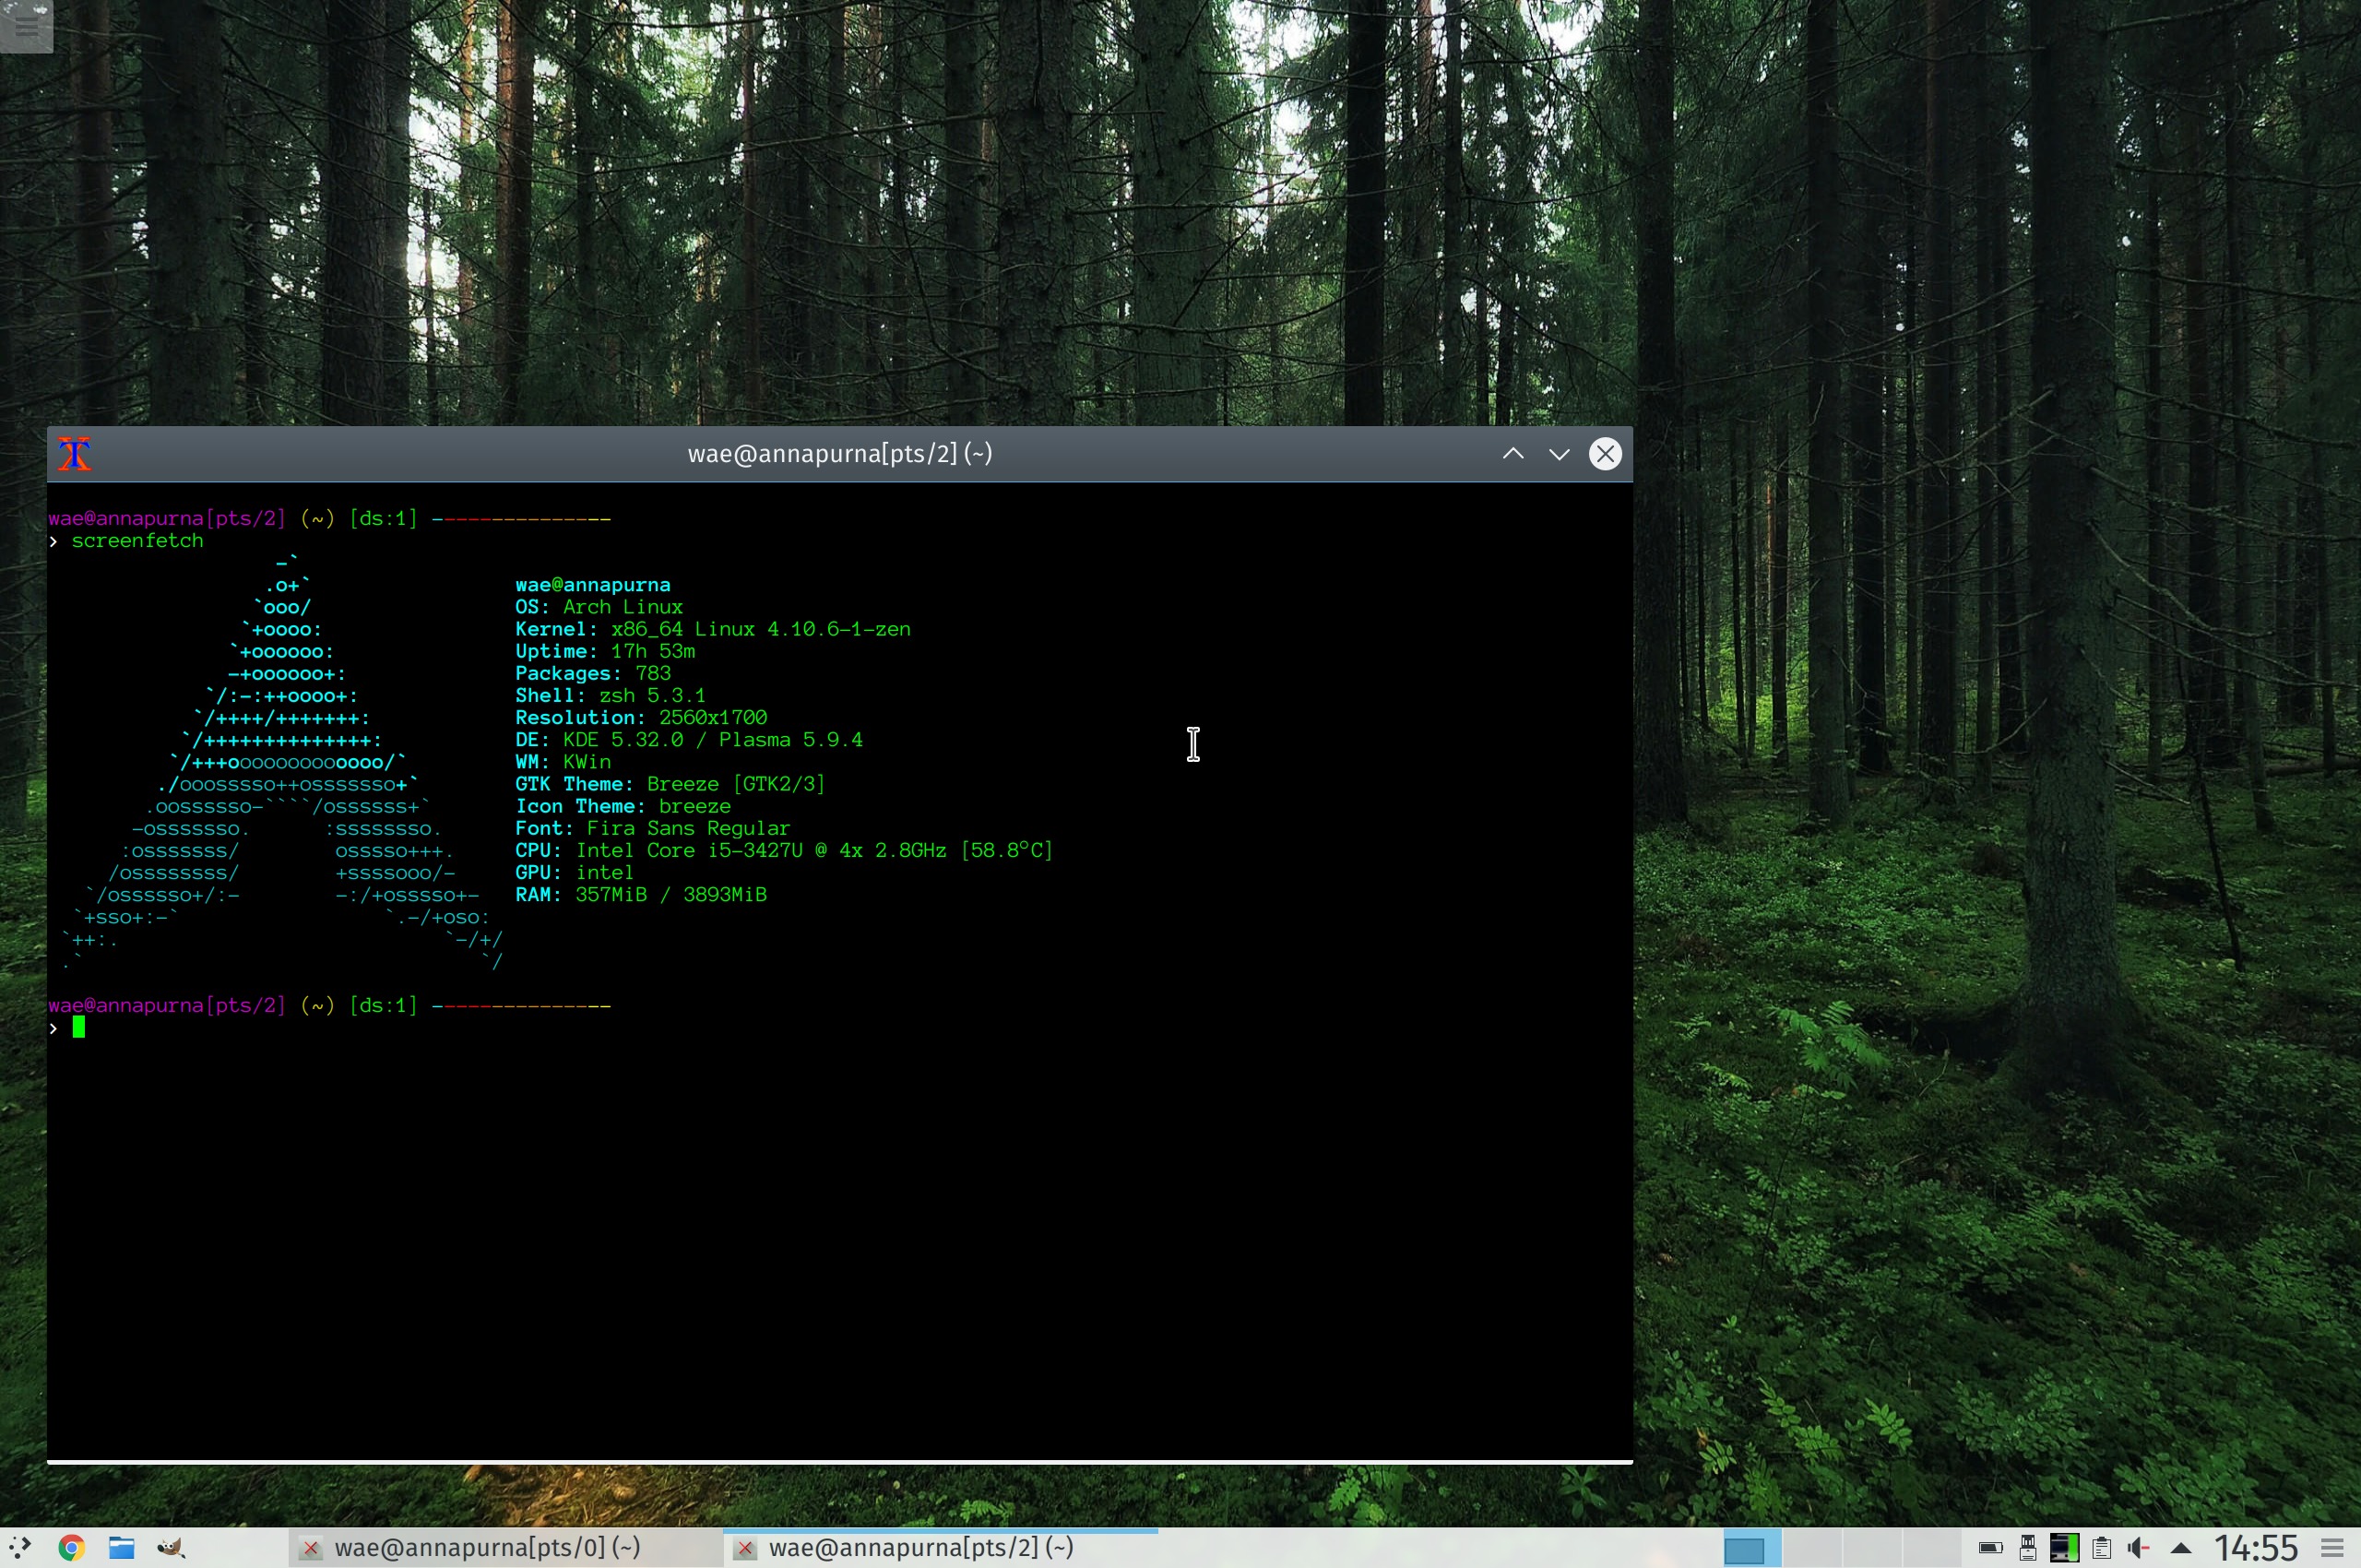 wae@annapurna[pts/2] (~)
wae@annapurna[pts/2] (~) [ds:1] ---------------
› screenfetch
-`
.o+`
`ooo/
`+oooo:
`+oooooo:
-+oooooo+:
`/:-:++oooo+:
`/++++/+++++++:
`/++++++++++++++:
`/+++ooooooooooooo/`
./ooosssso++osssssso+`
.oossssso-````/ossssss+`
-osssssso. :ssssssso.
:osssssss/ osssso+++.
/ossssssss/ +ssssooo/-
`/ossssso+/:- -:/+osssso+-
`+sso+:-` `.-/+oso:
`++:. `-/+/
.` `/
wae@annapurna
OS: Arch Linux
Kernel: x86_64 Linux 4.10.6-1-zen
Uptime: 17h 53m
Packages: 783
Shell: zsh 5.3.1
Resolution: 2560x1700
DE: KDE 5.32.0 / Plasma 5.9.4
WM: KWin
GTK Theme: Breeze [GTK2/3]
Icon Theme: breeze
Font: Fira Sans Regular
CPU: Intel Core i5-3427U @ 4x 2.8GHz [58.8°C]
GPU: intel
RAM: 357MiB / 3893MiB
wae@annapurna[pts/2] (~) [ds:1] ---------------
›
wae@annapurna[pts/0] (~)
wae@annapurna[pts/2] (~)
14:55